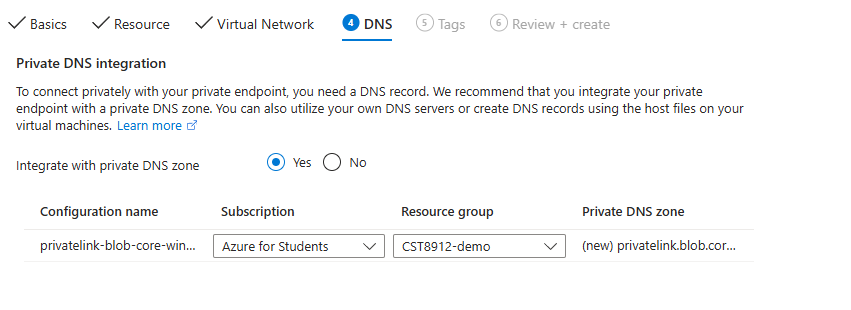 Basics Resource Virtual Network 4 DNS 5 Tags 6 Review + create
Private DNS integration
To connect privately with your private endpoint, you need a DNS record. We recommend that you integrate your private
endpoint with a private DNS zone. You can also utilize your own DNS servers or create DNS records using the host files on your
virtual machines. Learn more
Integrate with private DNS zone Yes No
Configuration name Subscription Resource group Private DNS zone
privatelink-blob-core-win... Azure for Students CST8912-demo (new) privatelink.blob.cor...